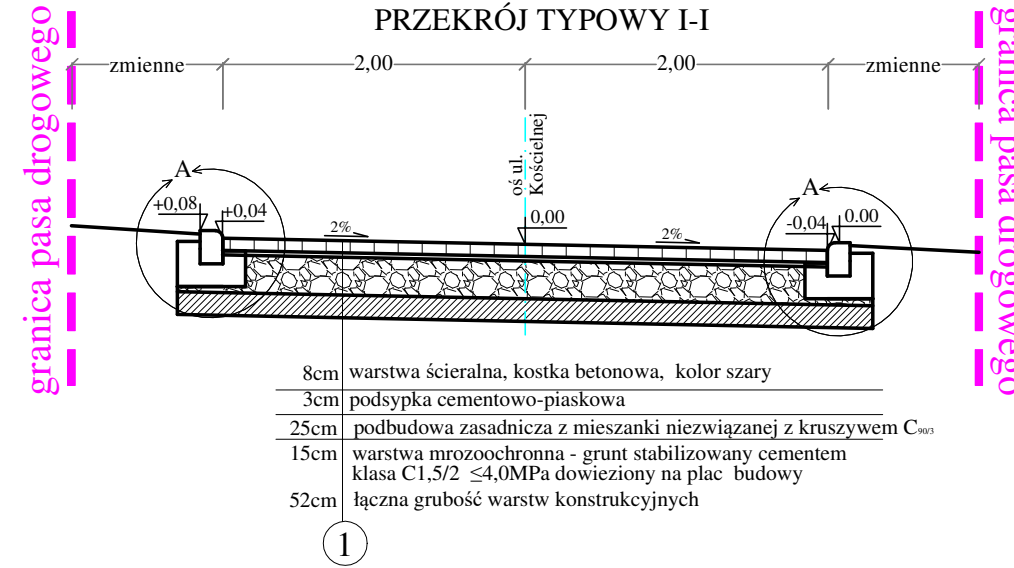 PRZEKRÓJ TYPOWY I-I
granica pasa drogowego
zmienne
2,00
2,00
zmienne
granica pasa drogowego
oś ul.
Kościelnej
A
+0,08
+0,04
2%
0,00
2%
A
-0,04
0.00
8cm warstwa ścieralna, kostka betonowa, kolor szary
3cm podsypka cementowo-piaskowa
25cm podbudowa zasadnicza z mieszanki niezwiązanej z kruszywem C90/3
15cm warstwa mrozoochronna - grunt stabilizowany cementem
klasa C1,5/2 ≤4,0MPa dowieziony na plac budowy
52cm łączna grubość warstw konstrukcyjnych
1